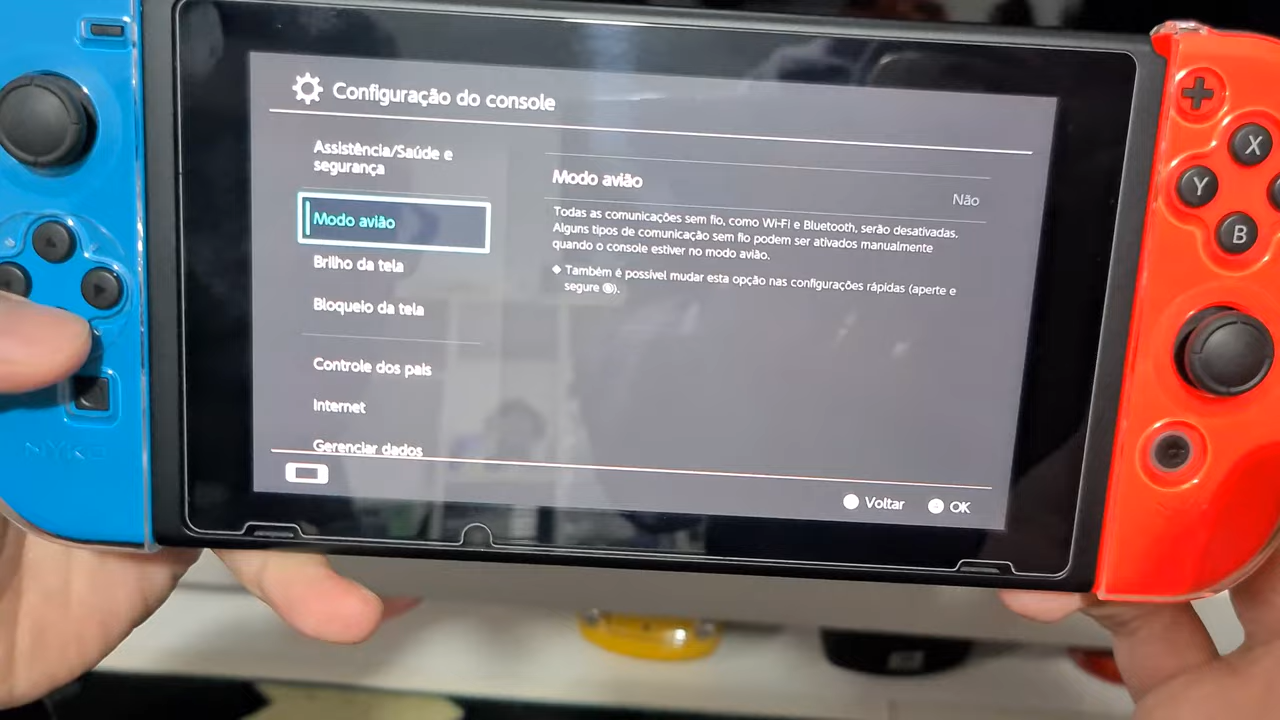 Configuração do console
Assistência/Saúde e
segurança
Modo avião
Brilho da tela
Bloqueio da tela
Controle dos pais
Internet
Gerenciar dados
Modo avião
Não
Todas as comunicações sem fio, como Wi-Fi e Bluetooth, serão desativadas.
Alguns tipos de comunicação sem fio podem ser ativados manualmente
quando o console estiver no modo avião.
◆ Também é possível mudar esta opção nas configurações rápidas (aperte e
segure ).
Voltar
OK
X
Y
B
NYKO